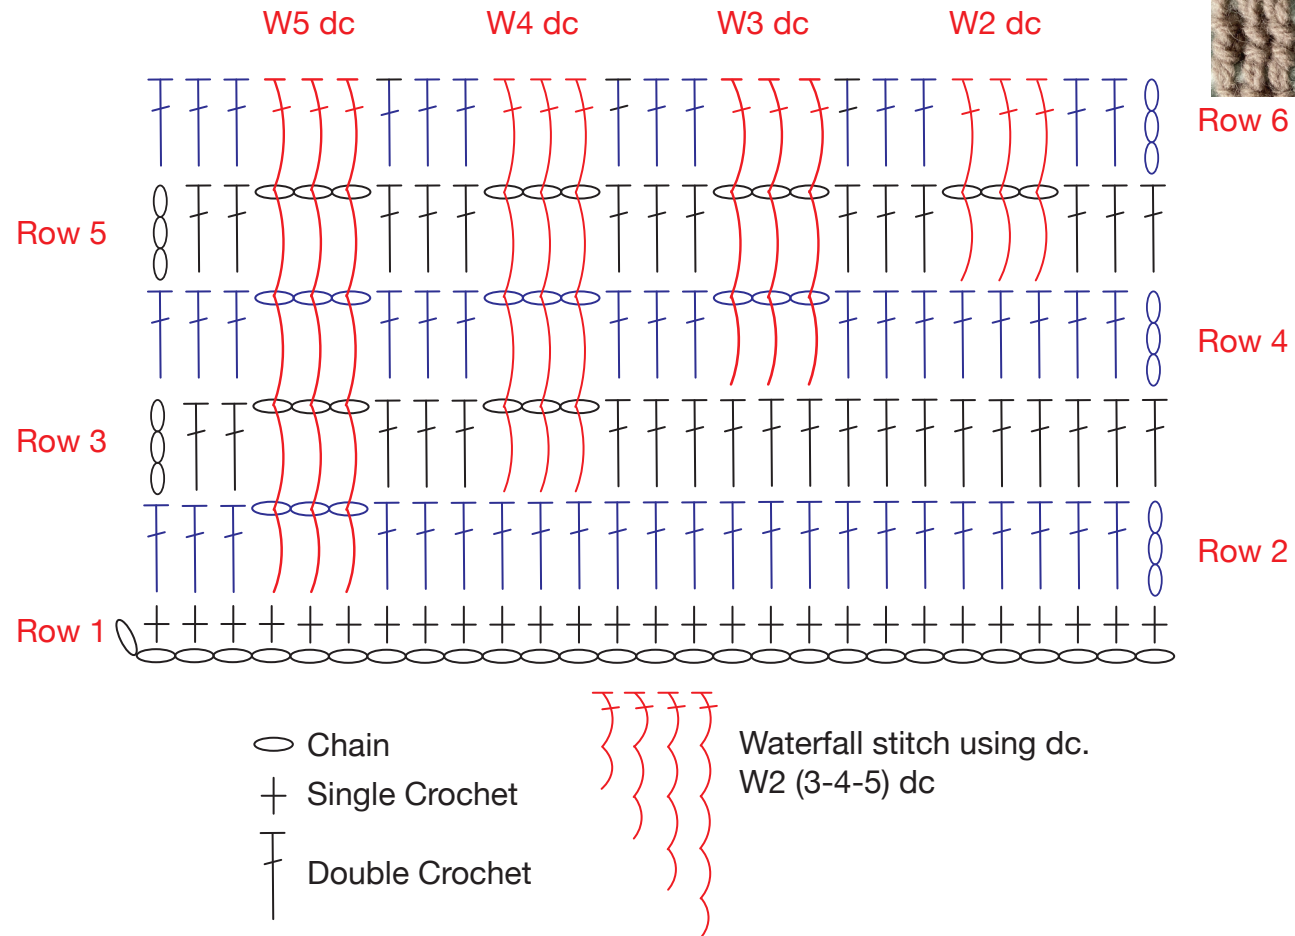 W5 dc
W4 dc
W3 dc
W2 dc
Row 6
Row 5
Row 4
Row 3
Row 2
Row 1
Chain
Single Crochet
Double Crochet
Waterfall stitch using dc.
W2 (3-4-5) dc